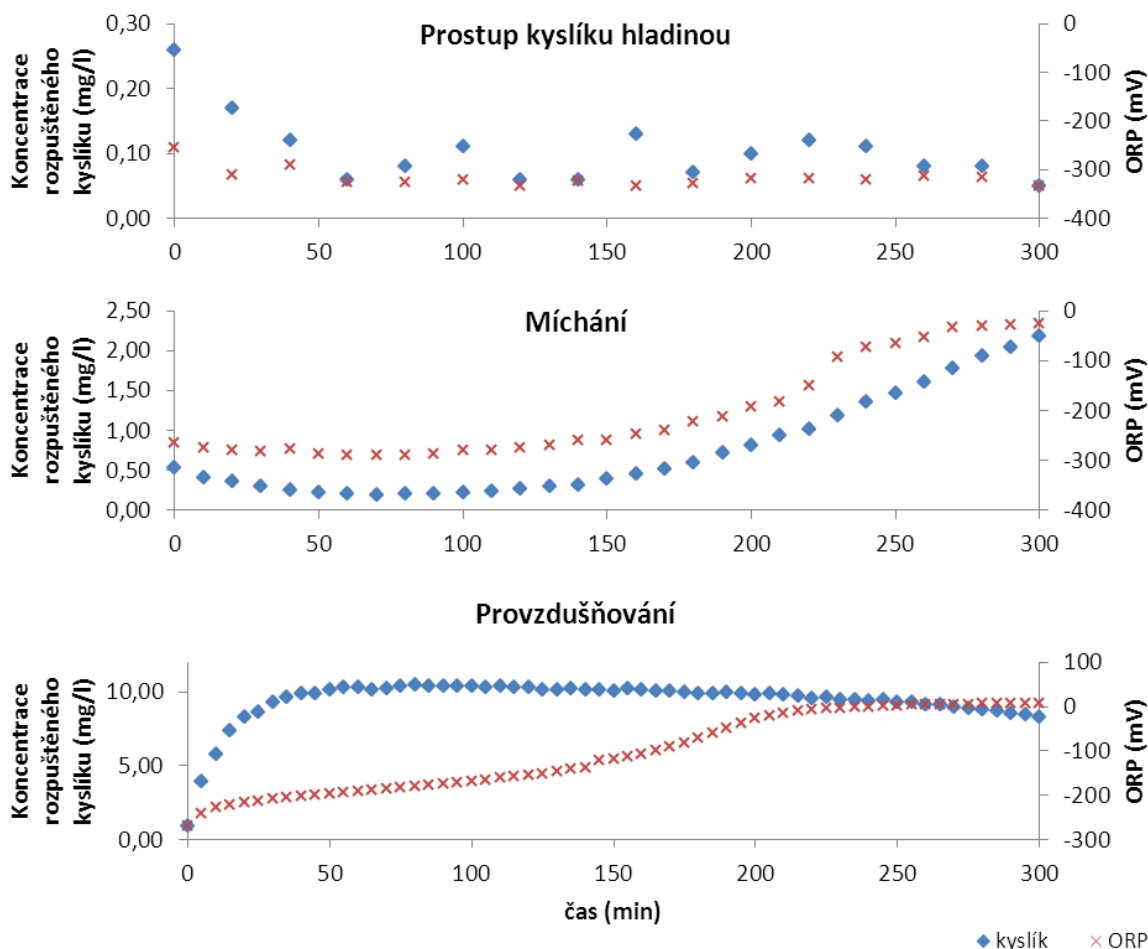 Prostup kyslíku hladinou
Koncentrace
rozpuštěného
kyslíku (mg/l)
0,30
0,20
0,10
0,00
0
-100
-200
-300
-400
ORP (mV)
0 50 100 150 200 250 300
Míchání
Koncentrace
rozpuštěného
kyslíku (mg/l)
2,50
2,00
1,50
1,00
0,50
0,00
0
-100
-200
-300
-400
ORP (mV)
0 50 100 150 200 250 300
Provzdušňování
Koncentrace
rozpuštěného
kyslíku (mg/l)
10,00
5,00
0,00
100
0
-100
-200
-300
ORP (mV)
0 50 100 150 200 250 300
čas (min)
kyslík ORP